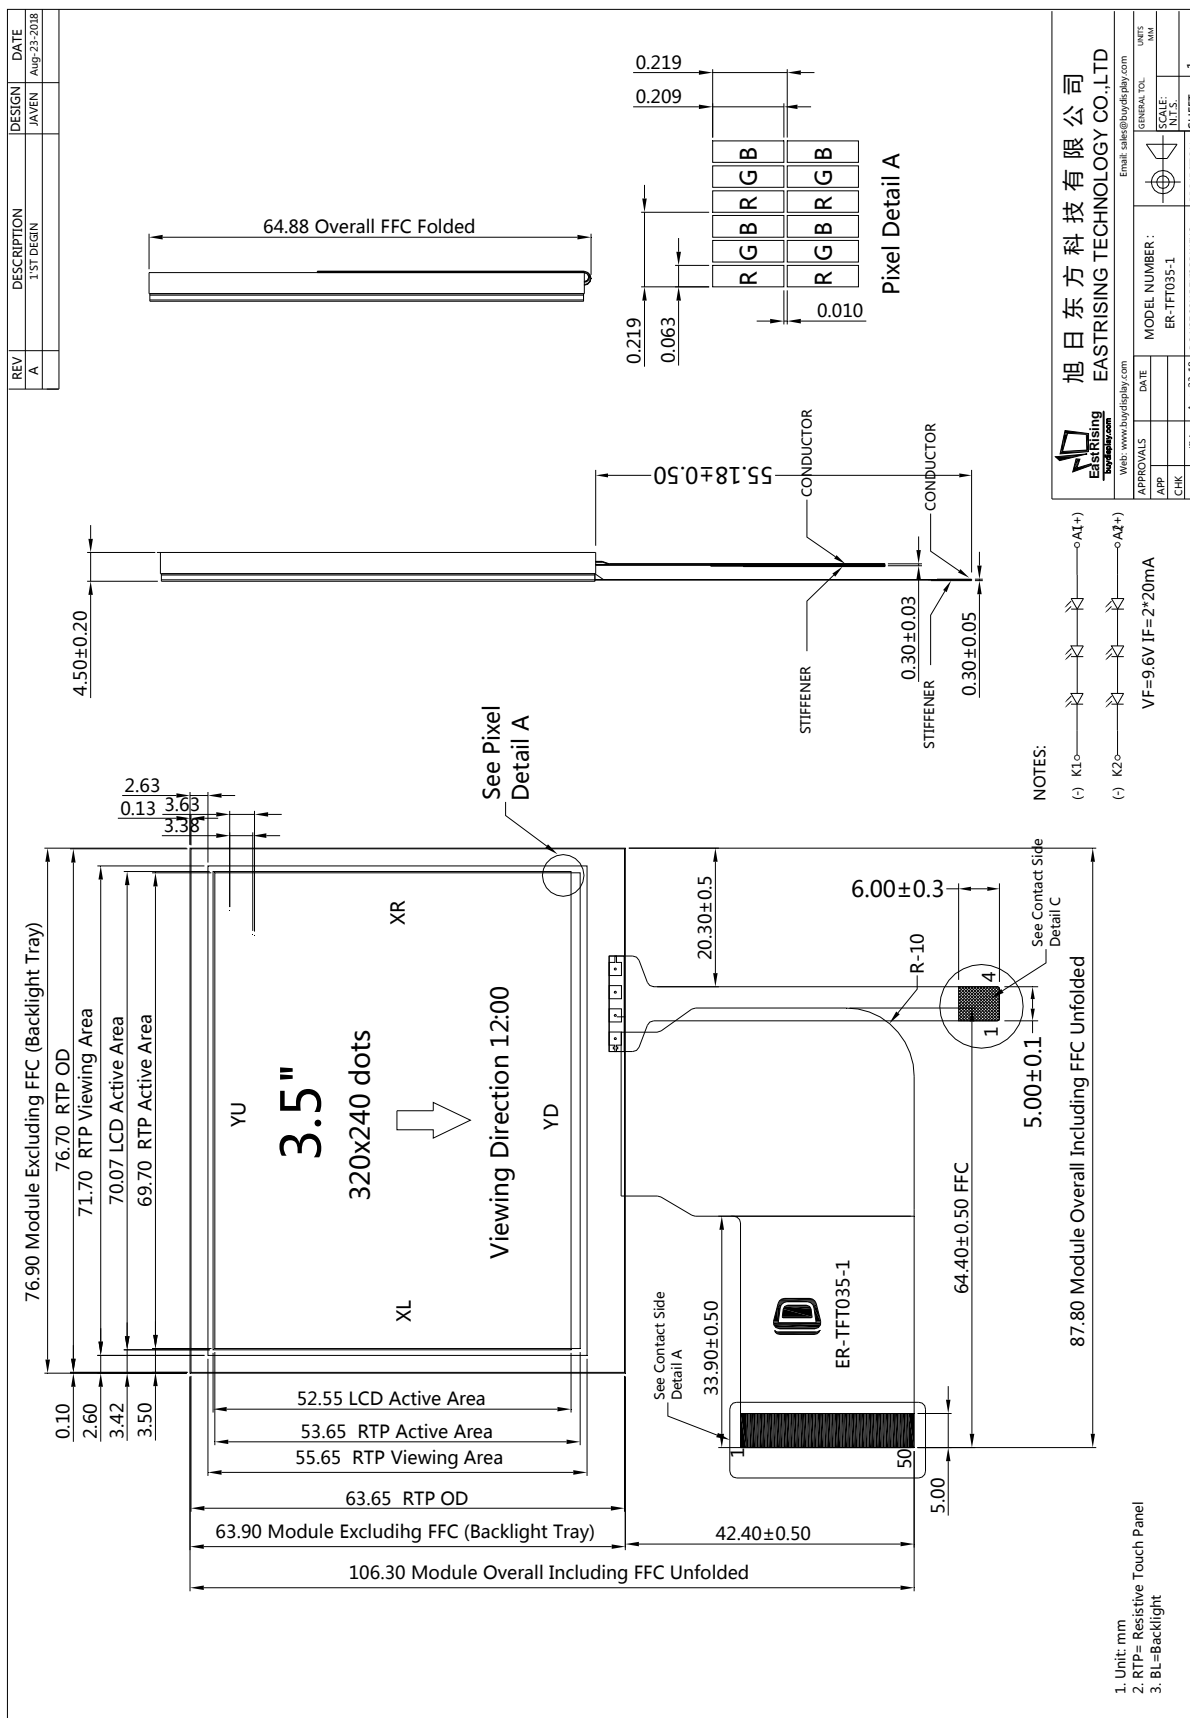 REV
DESCRIPTION
DESIGN
DATE
A
1'ST DEGIN
JAVEN
Aug-23-2018
64.88 Overall FFC Folded
0.219
0.209
R G B R G B
R G B R G B
0.219
0.063
0.010
Pixel Detail A
4.50±0.20
55.18±0.50
CONDUCTOR
CONDUCTOR
STIFFENER
0.30±0.03
STIFFENER
0.30±0.05
76.90 Module Excluding FFC (Backlight Tray)
76.70 RTP OD
71.70 RTP Viewing Area
70.07 LCD Active Area
69.70 RTP Active Area
0.10
2.60
3.42
3.50
2.63
0.13
3.63
3.38
See Pixel
Detail A
YU
XR
XL
YD
3.5"
320x240 dots
Viewing Direction 12:00
52.55 LCD Active Area
53.65 RTP Active Area
55.65 RTP Viewing Area
63.65 RTP OD
63.90 Module Excludihg FFC (Backlight Tray)
42.40±0.50
106.30 Module Overall Including FFC Unfolded
20.30±0.5
R-10
6.00±0.3
See Contact Side
Detail C
1
4
5.00±0.1
33.90±0.50
See Contact Side
Detail A
ER-TFT035-1
1
50
5.00
64.40±0.50 FFC
87.80 Module Overall Including FFC Unfolded
NOTES:
(-) K1
A1(+)
(-) K2
A2(+)
VF=9.6V IF=2*20mA
1. Unit: mm
2. RTP= Resistive Touch Panel
3. BL=Backlight
EastRising
buydisplay.com
旭日东方科技有限公司
EASTRISING TECHNOLOGY CO.,LTD
Web: www.buydisplay.com
Email: sales@buydisplay.com
APPROVALS
DATE
MODEL NUMBER :
ER-TFT035-1
GENERAL TOL.
UNITS
MM
APP
SCALE:
N.T.S.
CHK